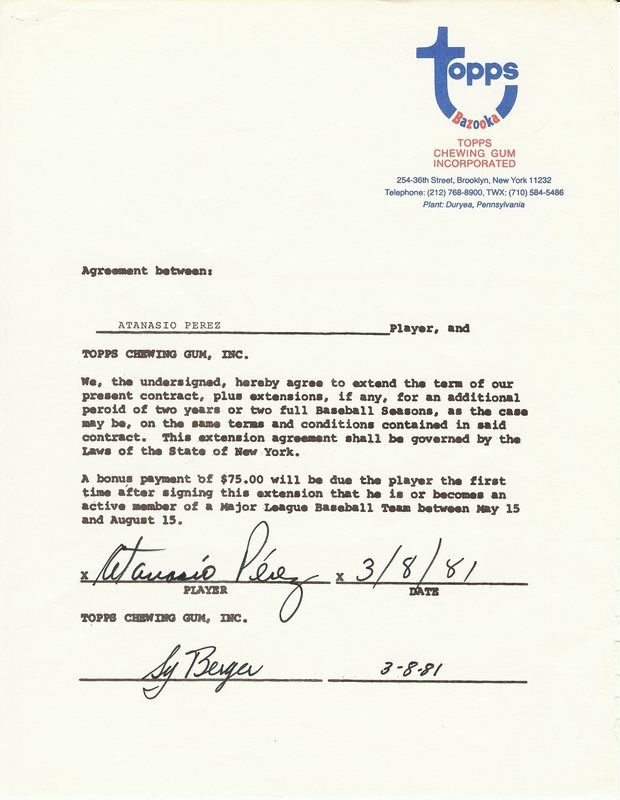 topps
Bazooka
TOPPS
CHEWING GUM
INCORPORATED
254-36th Street, Brooklyn, New York 11232
Telephone: (212) 768-8900, TWX: (710) 584-5486
Plant: Duryea, Pennsylvania
Agreement between:
ATANASIO PEREZ Player, and
TOPPS CHEWING GUM, INC.
We, the undersigned, hereby agree to extend the term of our
present contract, plus extensions, if any, for an additional
peroid of two years or two full Baseball Seasons, as the case
may be, on the same terms and conditions contained in said
contract. This extension agreement shall be governed by the
Laws of the State of New York.
A bonus payment of $75.00 will be due the player the first
time after signing this extension that he is or becomes an
active member of a Major League Baseball Team between May 15
and August 15.
x Atanasio Pérez x 3/8/81
PLAYER DATE
TOPPS CHEWING GUM, INC.
Sy Berger 3-8-81